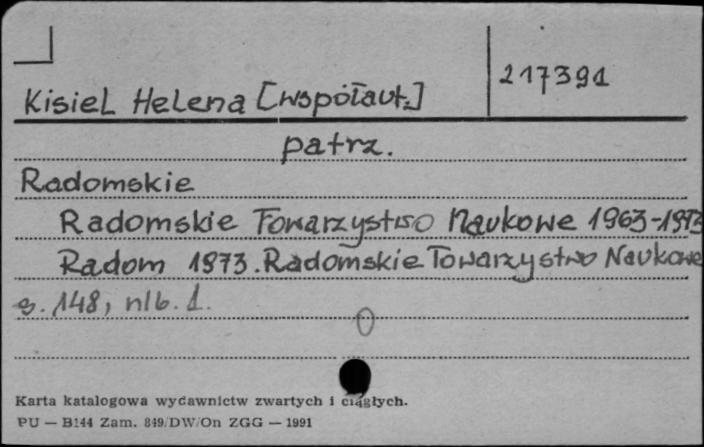 217391
Kisiel Helena [współaut.]
patrz.
Radomskie
Radomskie Towarzystwo Naukowe 1963-1973
Radom 1973. Radomskie Towarzystwo Naukowe
s. 148, nlb. 1.
Karta katalogowa wydawnictw zwartych i ciągłych.
PU — B144 Zam. 849/DW/On ZGG — 1991